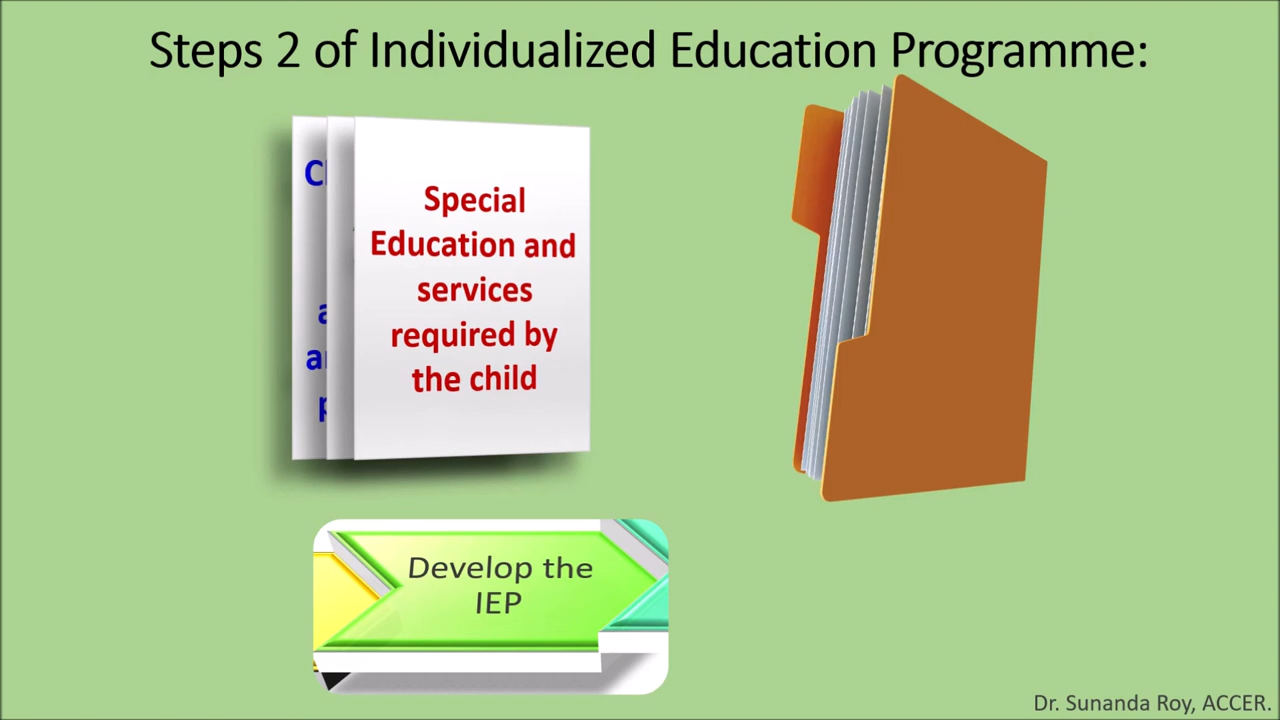 Steps 2 of Individualized Education Programme:
Special
Education and
services
required by
the child
Develop the
IEP
Dr. Sunanda Roy, ACCER.